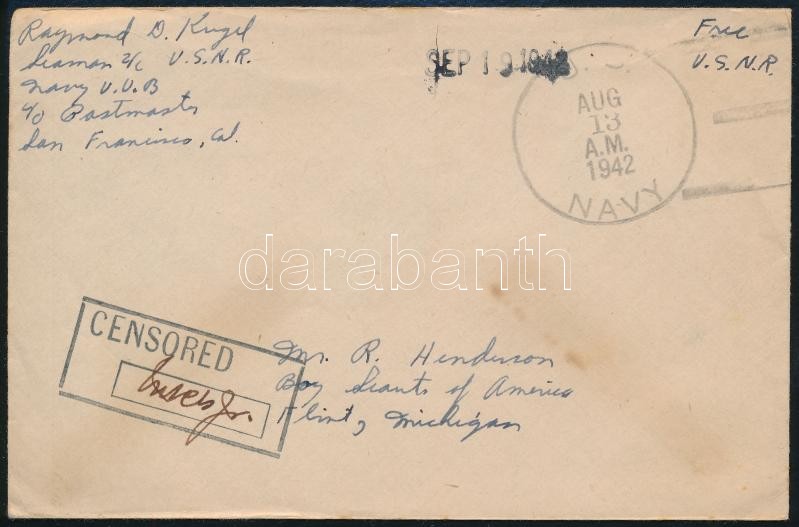 Raymond D. Kugel
Seaman 2/c U.S.N.R.
Navy U.U.B
c/o Postmaster
San Francisco, Cal.
SEP 19 1942
Free
U.S.N.R.
AUG
13
A.M.
1942
NAVY
darabanth
CENSORED
Jr.
Mr. R. Henderson
Boy Scouts of America
Flint, Michigan